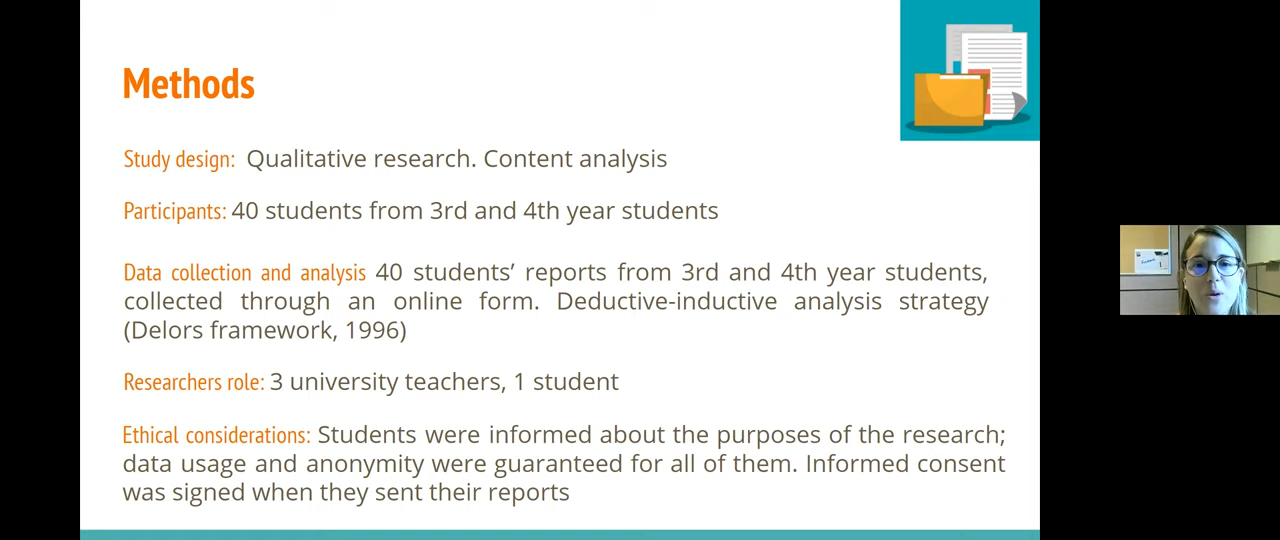 Methods
Study design: Qualitative research. Content analysis
Participants: 40 students from 3rd and 4th year students
Data collection and analysis 40 students’ reports from 3rd and 4th year students,
collected through an online form. Deductive-inductive analysis strategy
(Delors framework, 1996)
Researchers role: 3 university teachers, 1 student
Ethical considerations: Students were informed about the purposes of the research;
data usage and anonymity were guaranteed for all of them. Informed consent
was signed when they sent their reports